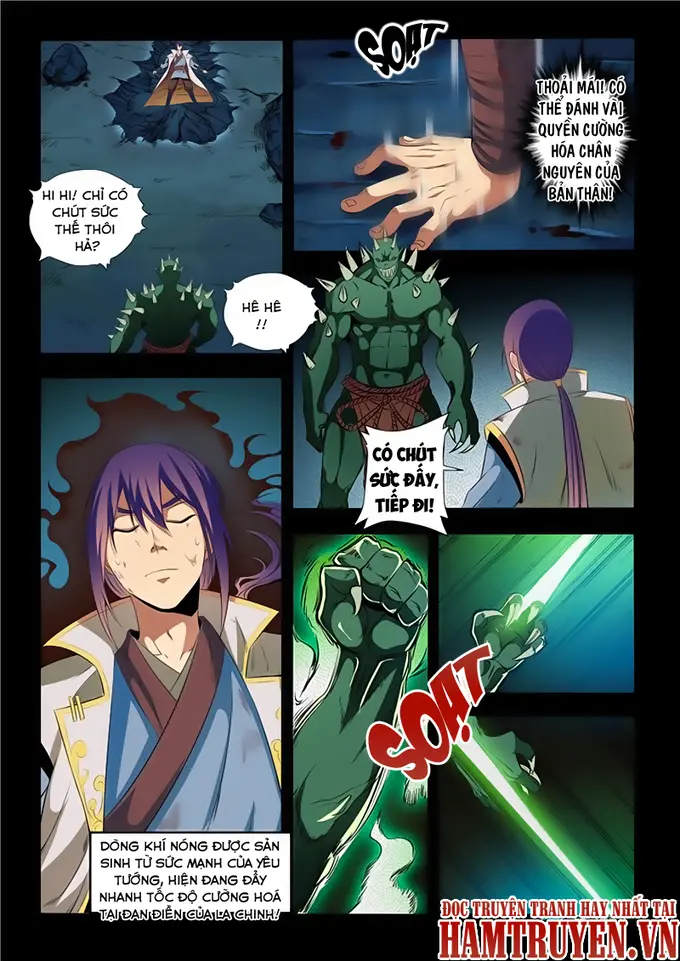 SOẠT
THOẢI MÁI! CÓ
THỂ ĐÁNH VÀI
QUYỀN CƯỜNG
HÓA CHÂN
NGUYÊN CỦA
BẢN THÂN!
HI HI! CHỈ CÓ
CHÚT SỨC
THẾ THÔI
HẢ?
HÊ HÊ
!!
CÓ CHÚT
SỨC ĐẤY,
TIẾP ĐI!
SOẠT
DÒNG KHÍ NÓNG ĐƯỢC SẢN
SINH TỪ SỨC MẠNH CỦA YÊU
TƯỚNG, HIỆN ĐANG ĐẨY
NHANH TỐC ĐỘ CƯỜNG HOÁ
TẠI ĐAN ĐIỀN CỦA LA CHINH!
ĐỌC TRUYỆN TRANH HAY NHẤT TẠI
HAMTRUYEN.VN